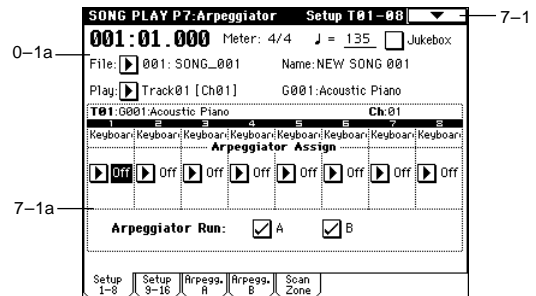 SONG PLAY P7:Arpeggiator Setup T01-08
7–1
001:01.000 Meter: 4/4 ♩ = 135 Jukebox
0–1a
File: 001: SONG_001 Name:NEW SONG 001
Play: Track01 [Ch01] G001:Acoustic Piano
T01:G001:Acoustic Piano Ch:01
1 2 3 4 5 6 7 8
Keyboar Keyboar Keyboar Keyboar Keyboar Keyboar Keyboar Keyboar
Arpeggiator Assign
Off Off Off Off Off Off Off Off
7–1a
Arpeggiator Run: A B
Setup 1-8
Setup 9-16
Arpegg. A
Arpegg. B
Scan Zone